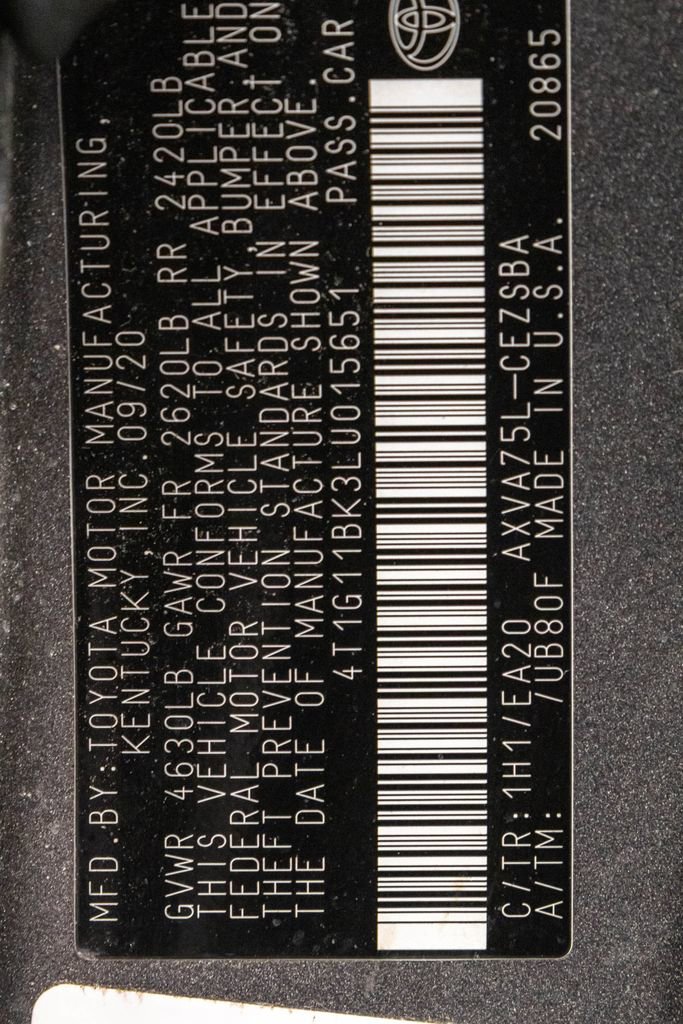 MFD.BY:TOYOTA MOTOR MANUFACTURING,
KENTUCKY, INC.09/20
GVWR 4630LB GAWR FR 2620LB RR 2420LB
THIS VEHICLE CONFORMS TO ALL APPLICABLE
FEDERAL MOTOR VEHICLE SAFETY, BUMPER AND
THEFT PREVENTION STANDARDS IN EFFECT ON
THE DATE OF MANUFACTURE SHOWN ABOVE.
4T1G11BK3LU015651 PASS.CAR
C/TR:1H1/EA20 AXVA75L-CEZSBA 20865
A/TM: /UB80F MADE IN U.S.A.